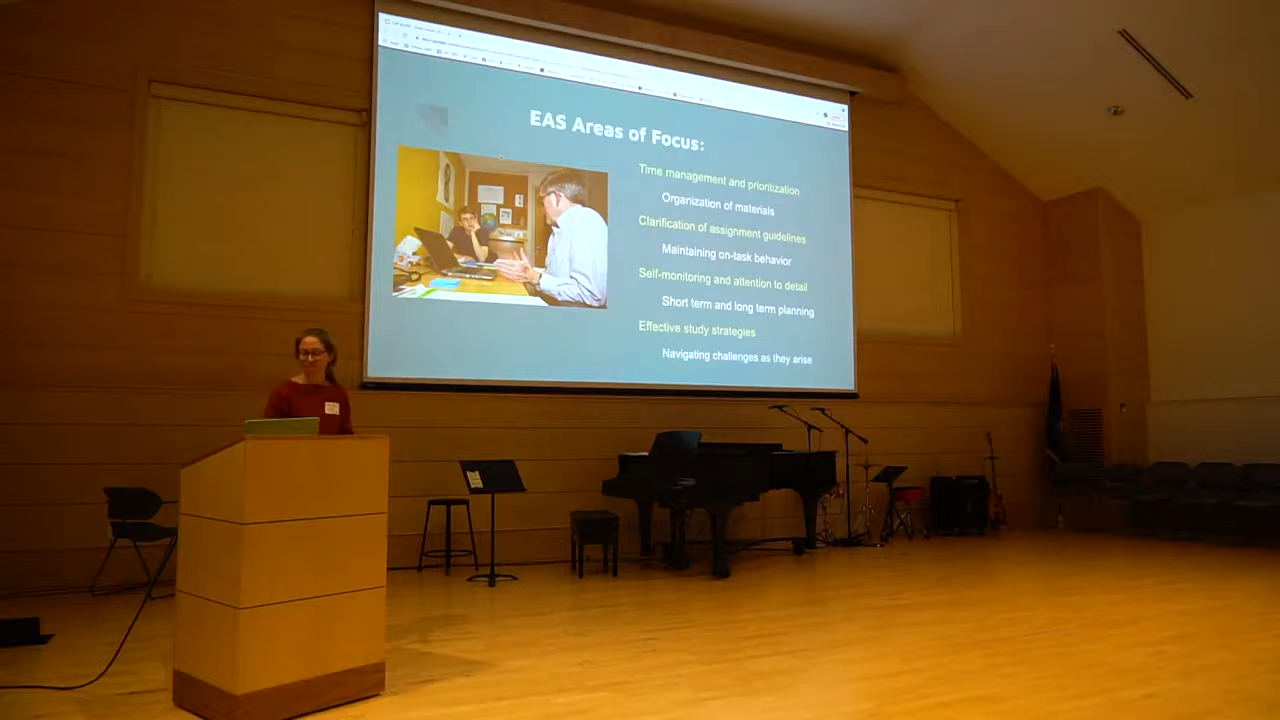 EAS Areas of Focus:
Time management and prioritization
Organization of materials
Clarification of assignment guidelines
Maintaining on-task behavior
Self-monitoring and attention to detail
Short term and long term planning
Effective study strategies
Navigating challenges as they arise